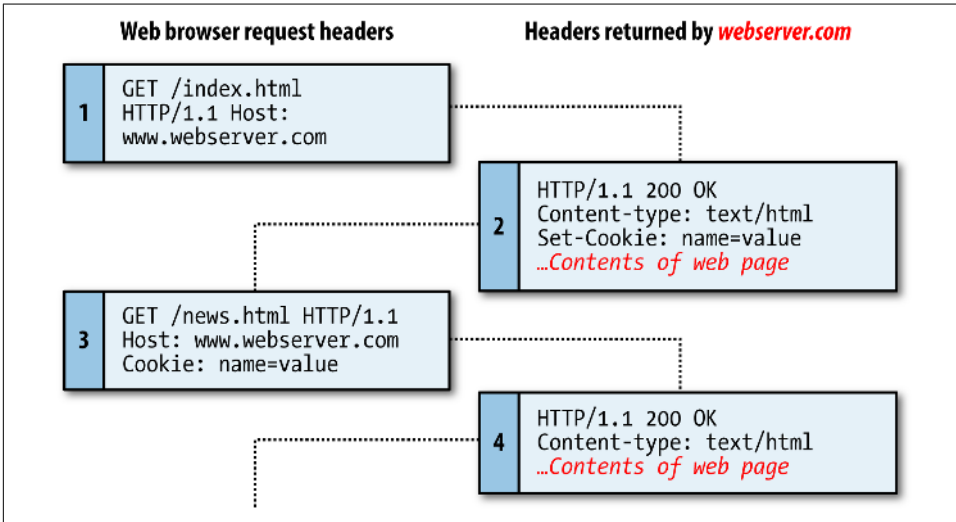 Web browser request headers
Headers returned by webserver.com
1
GET /index.html
HTTP/1.1 Host:
www.webserver.com
2
HTTP/1.1 200 OK
Content-type: text/html
Set-Cookie: name=value
…Contents of web page
3
GET /news.html HTTP/1.1
Host: www.webserver.com
Cookie: name=value
4
HTTP/1.1 200 OK
Content-type: text/html
…Contents of web page